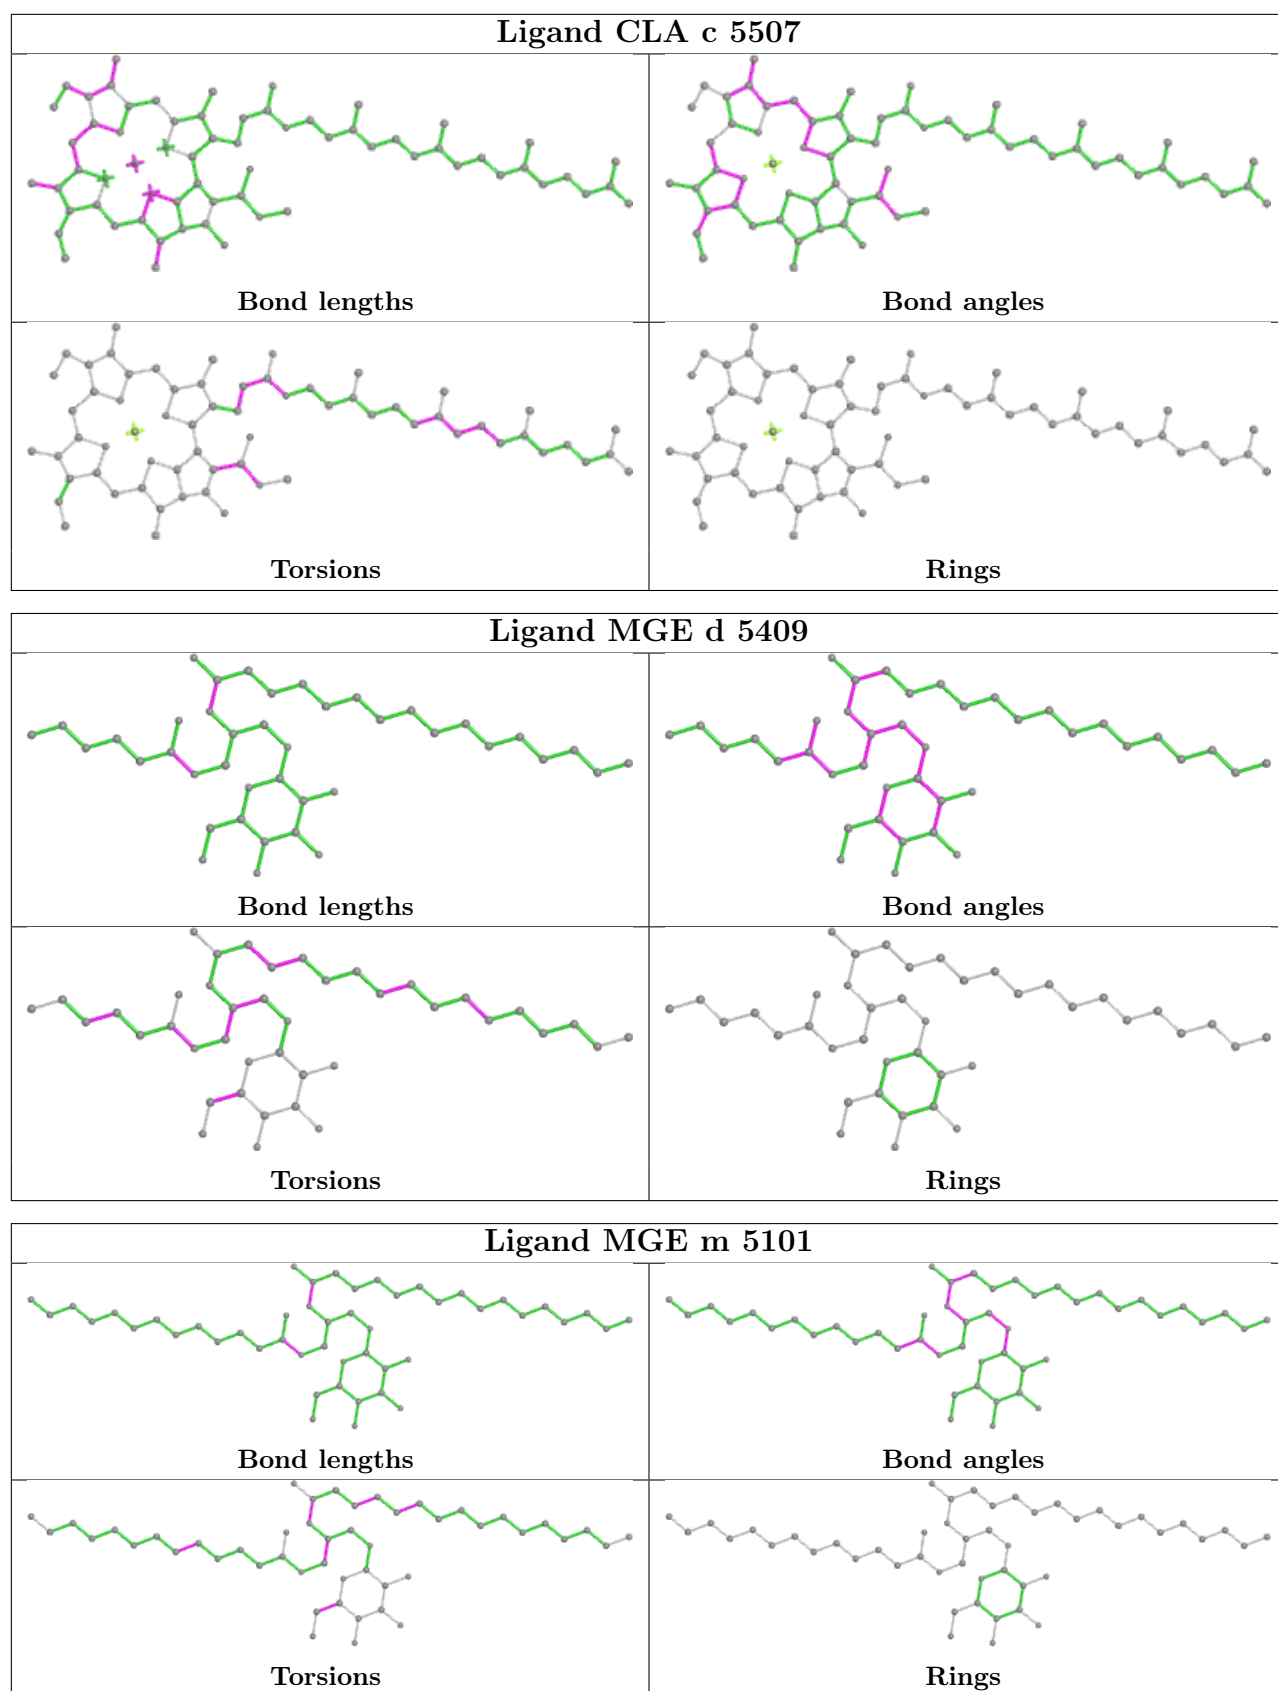 Ligand CLA c 5507
Bond lengths
Bond angles
Torsions
Rings
Ligand MGE d 5409
Bond lengths
Bond angles
Torsions
Rings
Ligand MGE m 5101
Bond lengths
Bond angles
Torsions
Rings